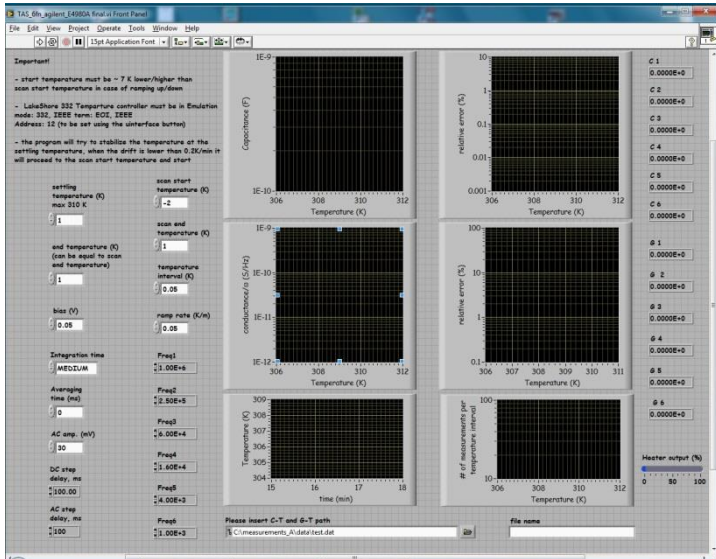 TAS_6fn_agilent_E4980A final.vi Front Panel
File Edit View Project Operate Tools Window Help
15pt Application Font
Important!
- start temperature must be ~ 7 K lower/higher than
scan start temperature in case of ramping up/down
- LakeShore 332 Temparture controller must be in Emulation
mode: 332, IEEE term: EOI, IEEE
Address: 12 (to be set using the uinterface button)
- the program will try to stabilize the temperature at the
settling temperature, when the drift is lower than 0.2K/min it
will proceed to the scan start temperature and start
settling
temperature (K)
max 310 K
1
scan start
temperature (K)
-2
end temperature (K)
(can be equal to scan
end temperature)
1
scan end
temperature (K)
1
temperature
interval (K)
0.05
bias (V)
0.05
ramp rate (K/m)
0.05
Integration time
MEDIUM
Averaging
time (ms)
0
AC amp. (mV)
30
DC step
delay, ms
100.00
AC step
delay, ms
100
Freq1
1.00E+6
Freq2
2.50E+5
Freq3
6.00E+4
Freq4
1.60E+4
Freq5
4.00E+3
Freq6
1.00E+3
1E-9
Capacitance (F)
1E-10
306 308 310 312
Temperature (K)
10
1
0.1
0.01
0.001
relative error (%)
306 308 310 312
Temperature (K)
1E-9
1E-10
1E-11
1E-12
conductance/ω (S/Hz)
306 308 310 312
Temperature (K)
100
10
1
0.1
relative error (%)
306 307 308 309 310 311
Temperature (K)
309
308
307
306
305
304
Temperature (K)
15 16 17 18
time (min)
100
10
# of measurements per
temperature interval
306 308 310 312
Temperature (K)
C 1
0.0000E+0
C 2
0.0000E+0
C 3
0.0000E+0
C 4
0.0000E+0
C 5
0.0000E+0
C 6
0.0000E+0
G 1
0.0000E+0
G 2
0.0000E+0
G 3
0.0000E+0
G 4
0.0000E+0
G 5
0.0000E+0
G 6
0.0000E+0
Heater output (%)
0 50 100
Please insert C-T and G-T path
C:\measurements_A\data\test.dat
file name